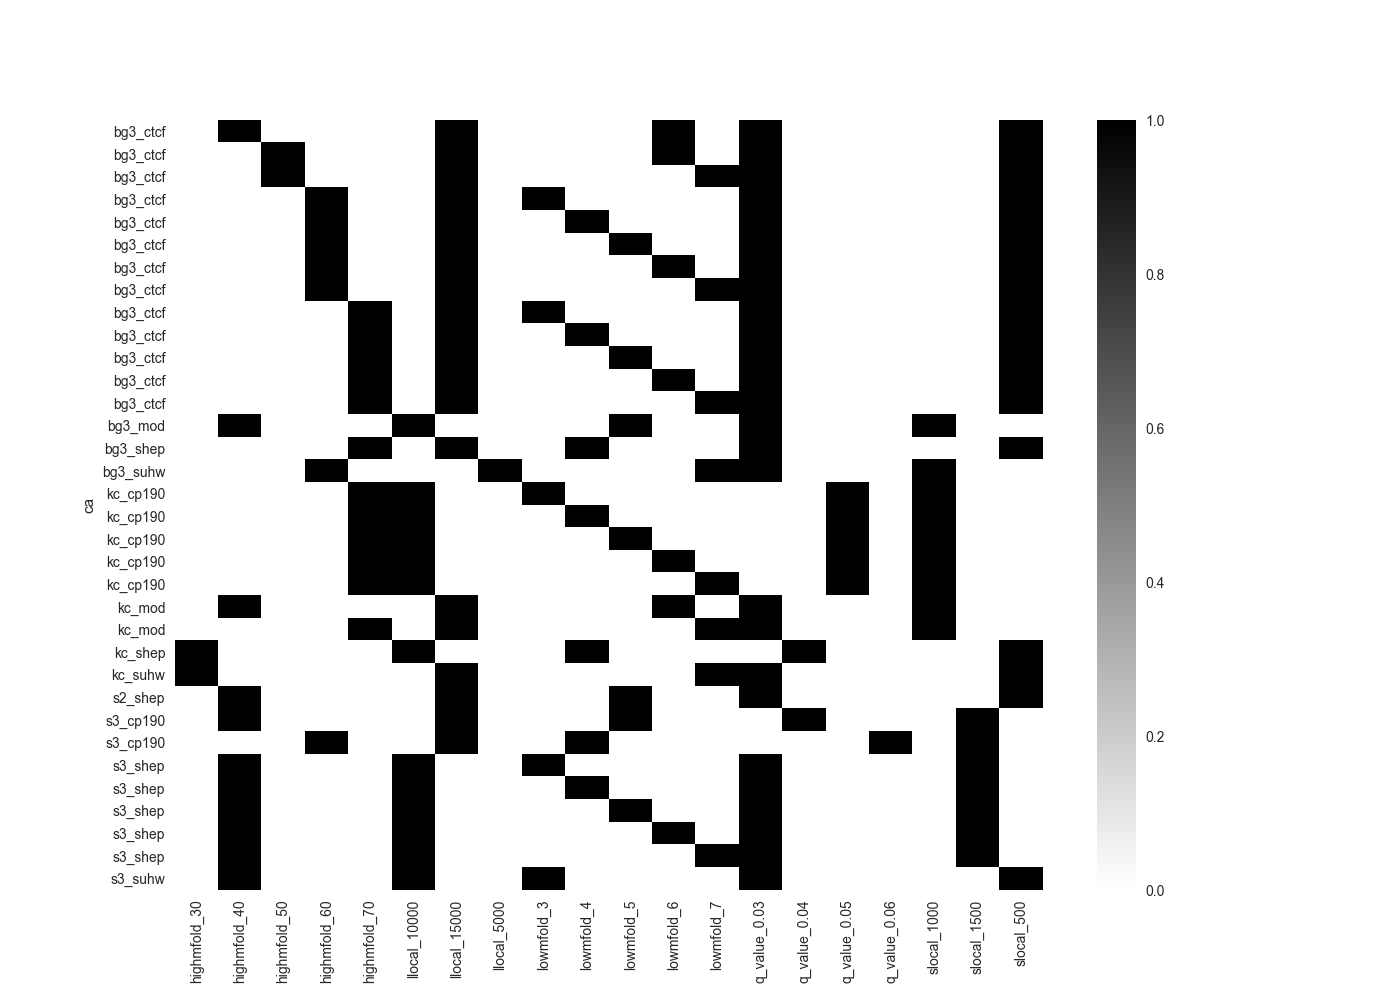 bg3_ctcf
bg3_ctcf
bg3_ctcf
bg3_ctcf
bg3_ctcf
bg3_ctcf
bg3_ctcf
bg3_ctcf
bg3_ctcf
bg3_ctcf
bg3_ctcf
bg3_ctcf
bg3_ctcf
bg3_mod
bg3_shep
bg3_suhw
kc_cp190
kc_cp190
kc_cp190
kc_cp190
kc_cp190
kc_mod
kc_mod
kc_shep
kc_suhw
s2_shep
s3_cp190
s3_cp190
s3_shep
s3_shep
s3_shep
s3_shep
s3_shep
s3_suhw
ca
highmfold_30
highmfold_40
highmfold_50
highmfold_60
highmfold_70
llocal_10000
llocal_15000
llocal_5000
lowmfold_3
lowmfold_4
lowmfold_5
lowmfold_6
lowmfold_7
q_value_0.03
q_value_0.04
q_value_0.05
q_value_0.06
slocal_1000
slocal_1500
slocal_500
1.0
0.8
0.6
0.4
0.2
0.0